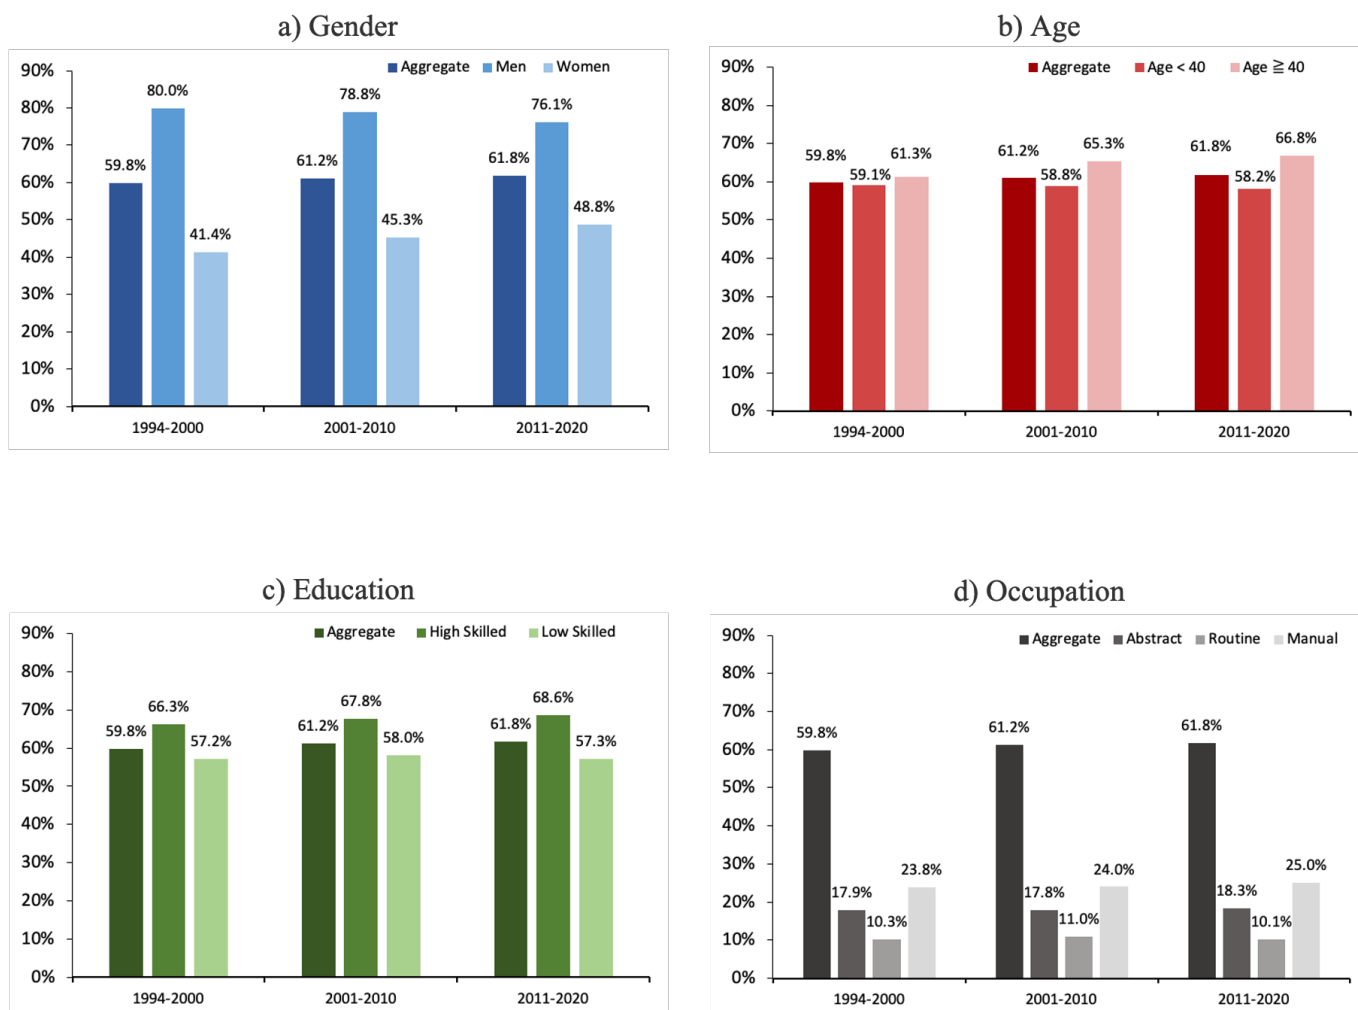 a) Gender
Aggregate Men Women
90%
80%
70%
60%
50%
40%
30%
20%
10%
0%
59.8% 80.0% 41.4%
61.2% 78.8% 45.3%
61.8% 76.1% 48.8%
1994-2000 2001-2010 2011-2020
b) Age
Aggregate Age < 40 Age ≧ 40
90%
80%
70%
60%
50%
40%
30%
20%
10%
0%
59.8% 59.1% 61.3%
61.2% 58.8% 65.3%
61.8% 58.2% 66.8%
1994-2000 2001-2010 2011-2020
c) Education
Aggregate High Skilled Low Skilled
90%
80%
70%
60%
50%
40%
30%
20%
10%
0%
59.8% 66.3% 57.2%
61.2% 67.8% 58.0%
61.8% 68.6% 57.3%
1994-2000 2001-2010 2011-2020
d) Occupation
Aggregate Abstract Routine Manual
90%
80%
70%
60%
50%
40%
30%
20%
10%
0%
59.8% 17.9% 10.3% 23.8%
61.2% 17.8% 11.0% 24.0%
61.8% 18.3% 10.1% 25.0%
1994-2000 2001-2010 2011-2020